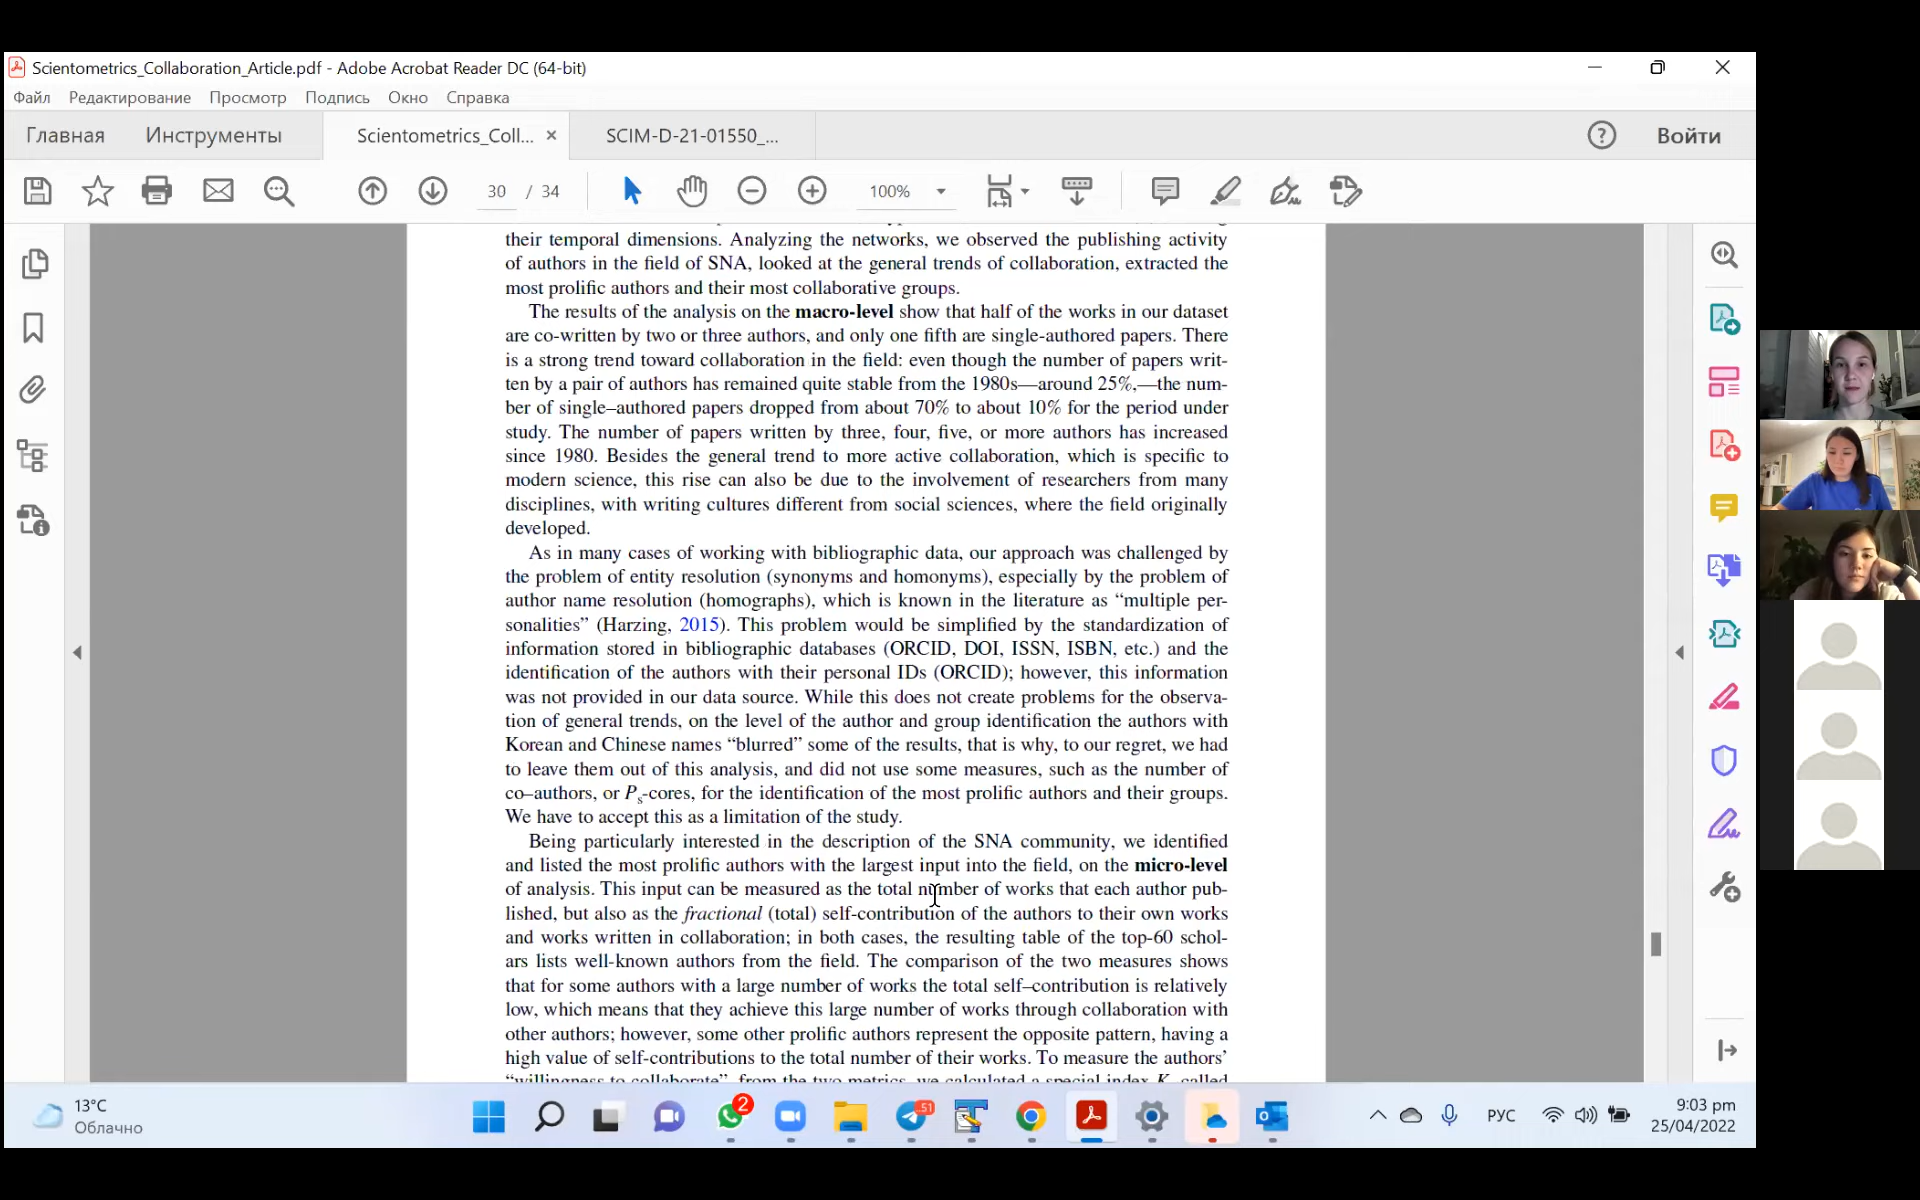 Scientometrics_Collaboration_Article.pdf - Adobe Acrobat Reader DC (64-bit)
Файл Редактирование Просмотр Подпись Окно Справка
Главная Инструменты Scientometrics_Coll... × SCIM-D-21-01550_... Войти
30 / 34 100%
their temporal dimensions. Analyzing the networks, we observed the publishing activity
of authors in the field of SNA, looked at the general trends of collaboration, extracted the
most prolific authors and their most collaborative groups.
The results of the analysis on the macro-level show that half of the works in our dataset
are co-written by two or three authors, and only one fifth are single-authored papers. There
is a strong trend toward collaboration in the field: even though the number of papers writ-
ten by a pair of authors has remained quite stable from the 1980s—around 25%,—the num-
ber of single–authored papers dropped from about 70% to about 10% for the period under
study. The number of papers written by three, four, five, or more authors has increased
since 1980. Besides the general trend to more active collaboration, which is specific to
modern science, this rise can also be due to the involvement of researchers from many
disciplines, with writing cultures different from social sciences, where the field originally
developed.
As in many cases of working with bibliographic data, our approach was challenged by
the problem of entity resolution (synonyms and homonyms), especially by the problem of
author name resolution (homographs), which is known in the literature as “multiple per-
sonalities” (Harzing, 2015). This problem would be simplified by the standardization of
information stored in bibliographic databases (ORCID, DOI, ISSN, ISBN, etc.) and the
identification of the authors with their personal IDs (ORCID); however, this information
was not provided in our data source. While this does not create problems for the observa-
tion of general trends, on the level of the author and group identification the authors with
Korean and Chinese names “blurred” some of the results, that is why, to our regret, we had
to leave them out of this analysis, and did not use some measures, such as the number of
co–authors, or Ps-cores, for the identification of the most prolific authors and their groups.
We have to accept this as a limitation of the study.
Being particularly interested in the description of the SNA community, we identified
and listed the most prolific authors with the largest input into the field, on the micro-level
of analysis. This input can be measured as the total number of works that each author pub-
lished, but also as the fractional (total) self-contribution of the authors to their own works
and works written in collaboration; in both cases, the resulting table of the top-60 schol-
ars lists well-known authors from the field. The comparison of the two measures shows
that for some authors with a large number of works the total self–contribution is relatively
low, which means that they achieve this large number of works through collaboration with
other authors; however, some other prolific authors represent the opposite pattern, having a
high value of self-contributions to the total number of their works. To measure the authors’
“willingness to collaborate”, from the two metrics, we calculated a special index K, called
13°C
Облачно
2
51
РУС
9:03 pm
25/04/2022